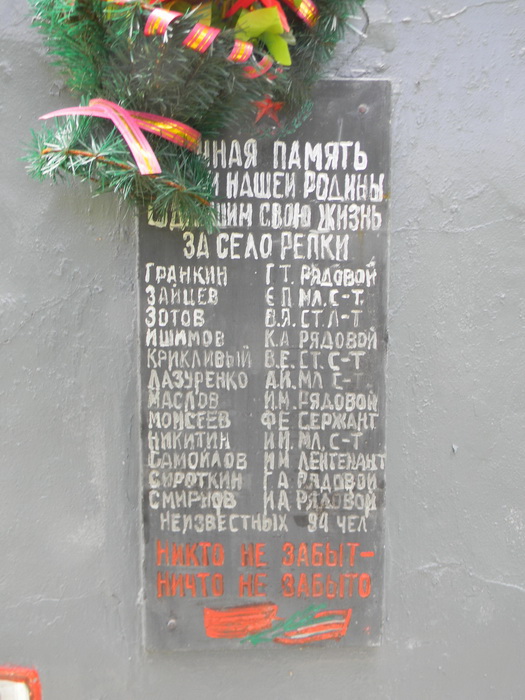 ПАМЯТЬ
НАШЕЙ РОДИНЫ
СВОЮ ЖИЗНЬ
ЗА СЕЛО РЕПКИ
ГРАНКИН Г.Т. РЯДОВОЙ
ЗАЙЦЕВ Е.П. МЛ. С-Т.
ЗОТОВ В.Я. СТ. Л-Т
ИШИМОВ К.А РЯДОВОЙ
КРИКЛИВЫЙ В.Е. СТ. С-Т.
ЛАЗУРЕНКО А.И. МЛ С-Т.
МАСЛОВ И.М. РЯДОВОЙ
МОИСЕЕВ Ф.Е. СЕРЖАНТ
НИКИТИН И.И. МЛ. С-Т
САМОЙЛОВ И.И ЛЕЙТЕНАНТ
СИРОТКИН Г.А РЯДОВОЙ
СМИРНОВ И.А РЯДОВОЙ
НЕИЗВЕСТНЫХ 94 ЧЕЛ
НИКТО НЕ ЗАБЫТ-
НИЧТО НЕ ЗАБЫТО